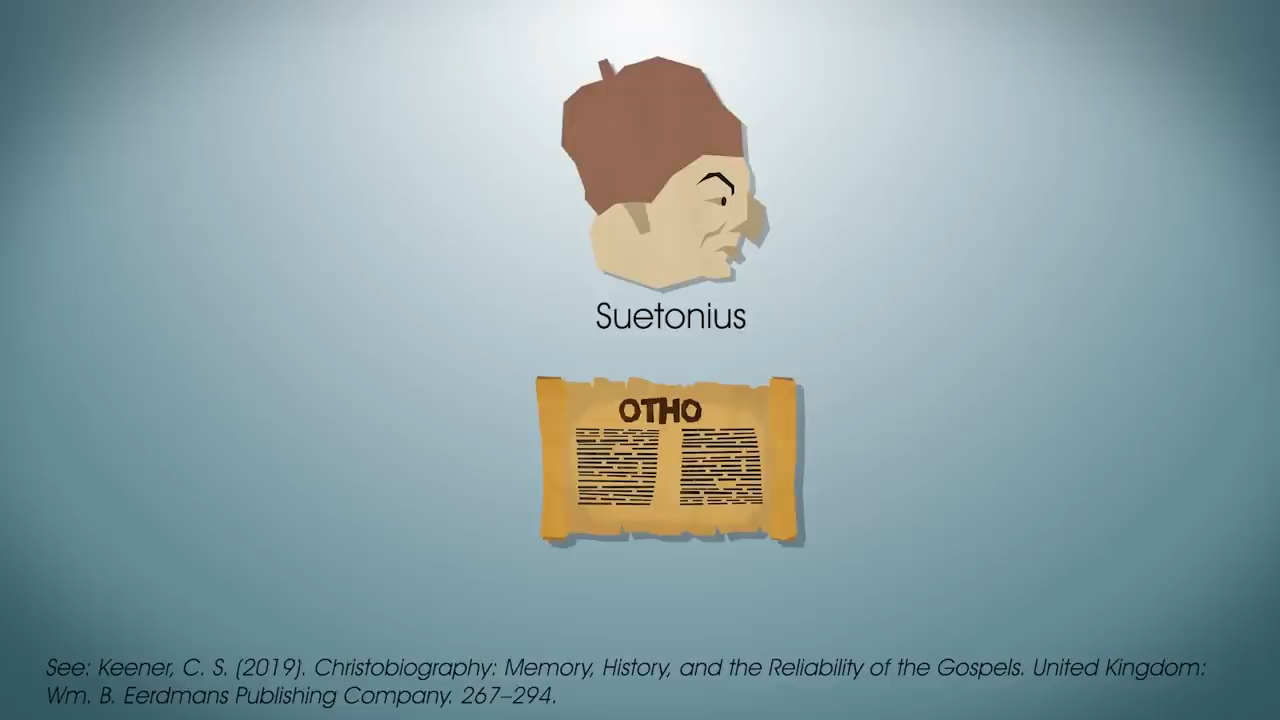 Suetonius
OTHO
See: Keener, C. S. (2019). Christobiography: Memory, History, and the Reliability of the Gospels. United Kingdom:
Wm. B. Eerdmans Publishing Company. 267–294.